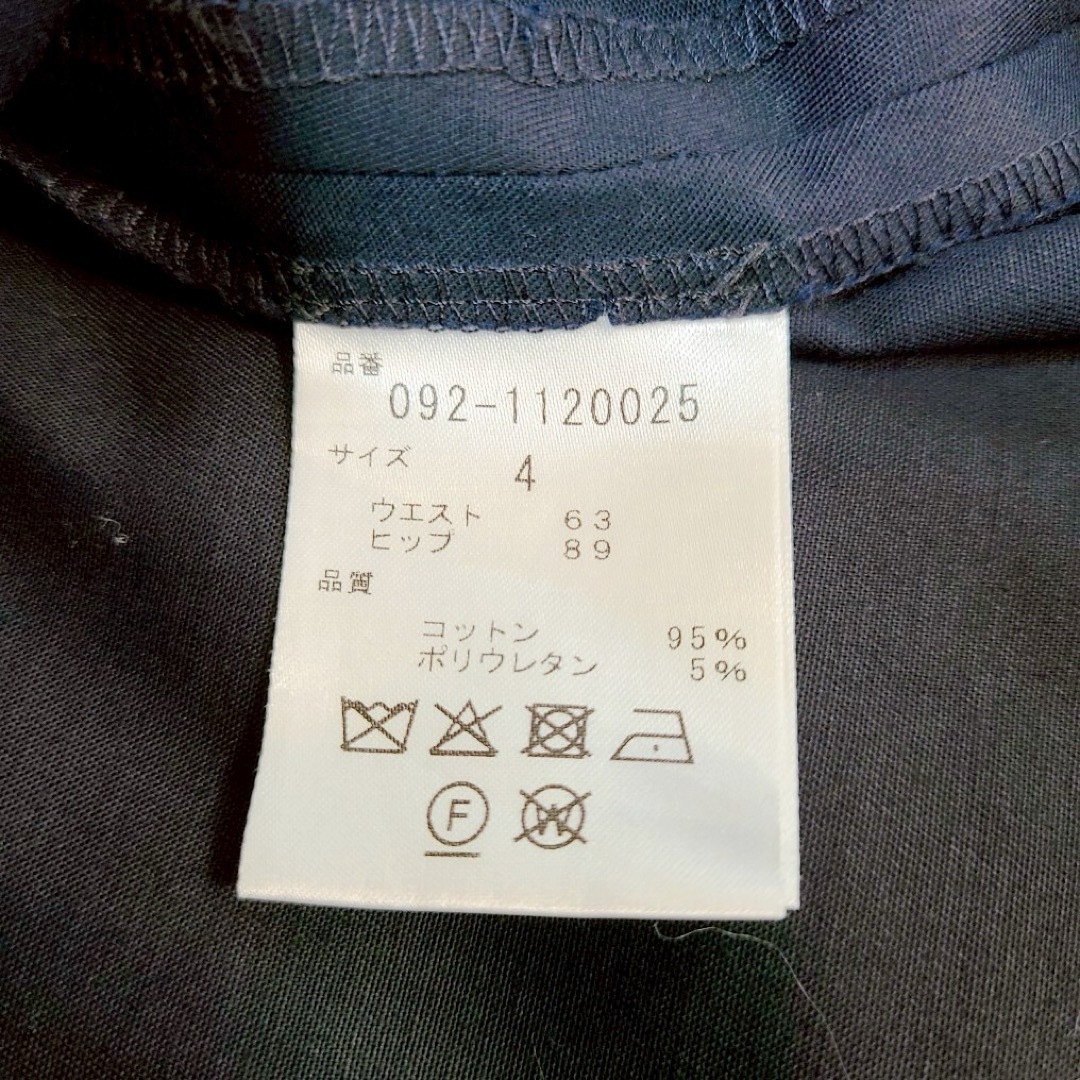 品番
092-1120025
サイズ 4
ウエスト 63
ヒップ 89
品質
コットン 95%
ポリウレタン 5%
F W